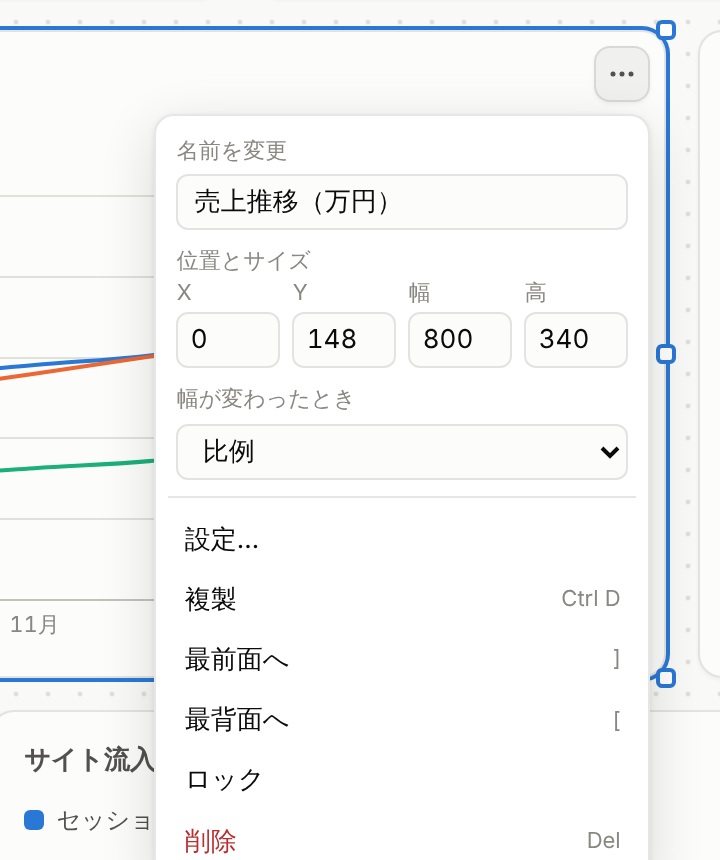 名前を変更
売上推移（万円）
位置とサイズ
X Y 幅 高
0 148 800 340
幅が変わったとき
比例
設定...
複製 Ctrl D
最前面へ ]
最背面へ [
ロック
削除 Del
11月
サイト流入
セッショ